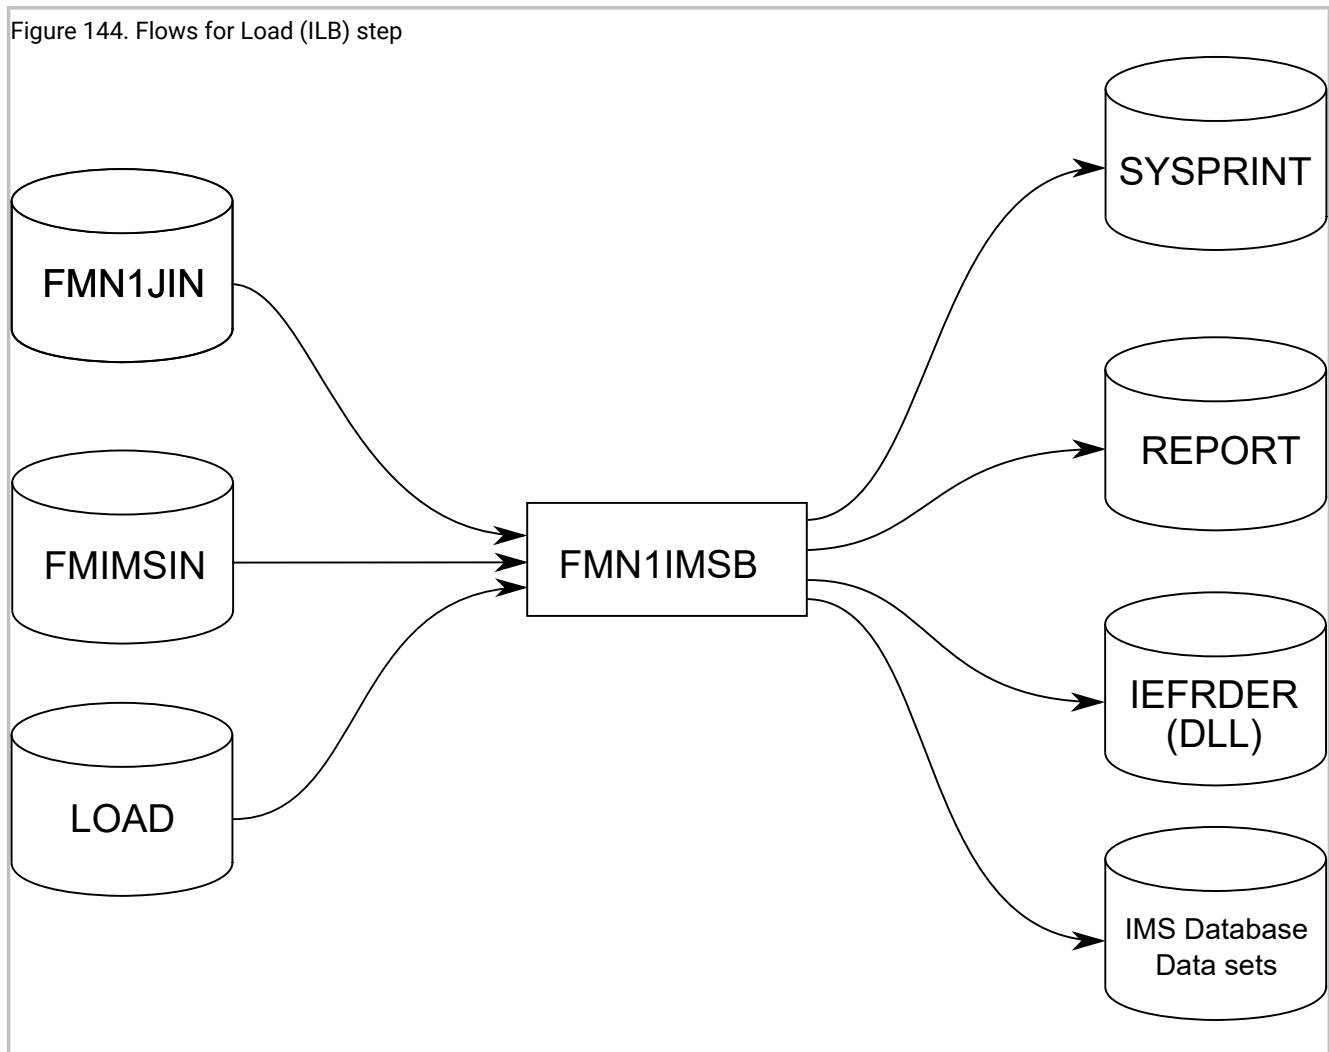 Figure 144. Flows for Load (ILB) step
FMN1JIN
FMIMSIN
LOAD
FMN1IMSB
SYSPRINT
REPORT
IEFRDER
(DLL)
IMS Database
Data sets